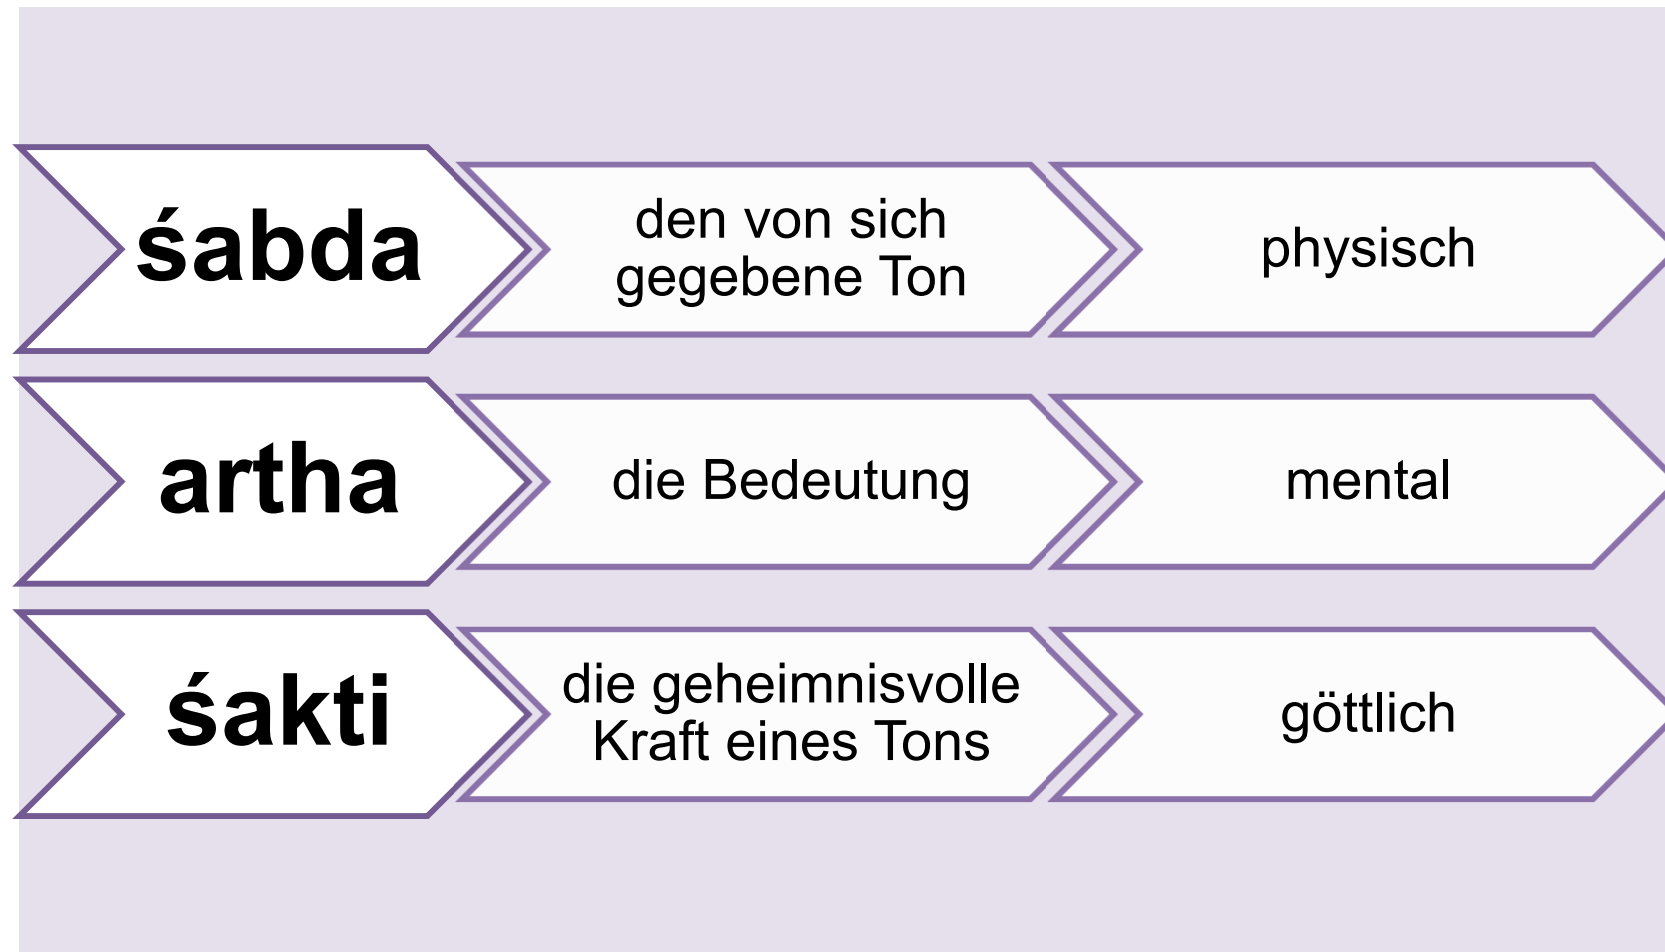 śabda
den von sich
gegebene Ton
physisch
artha
die Bedeutung
mental
śakti
die geheimnisvolle
Kraft eines Tons
göttlich